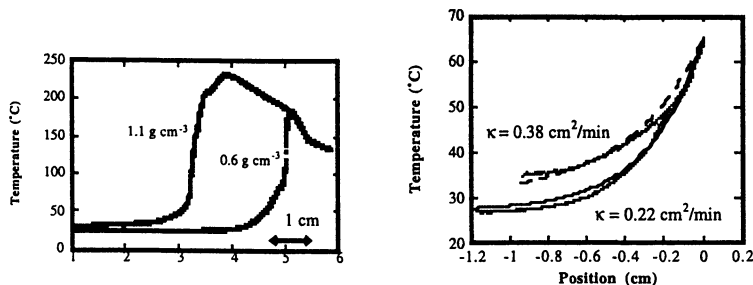 Temperature (°C)
250
200
150
100
50
0
1.1 g cm-3
0.6 g cm-3
1 cm
1 2 3 4 5 6
Temperature (°C)
70
60
50
40
30
20
κ = 0.38 cm2/min
κ = 0.22 cm2/min
-1.2 -1 -0.8 -0.6 -0.4 -0.2 0 0.2
Position (cm)